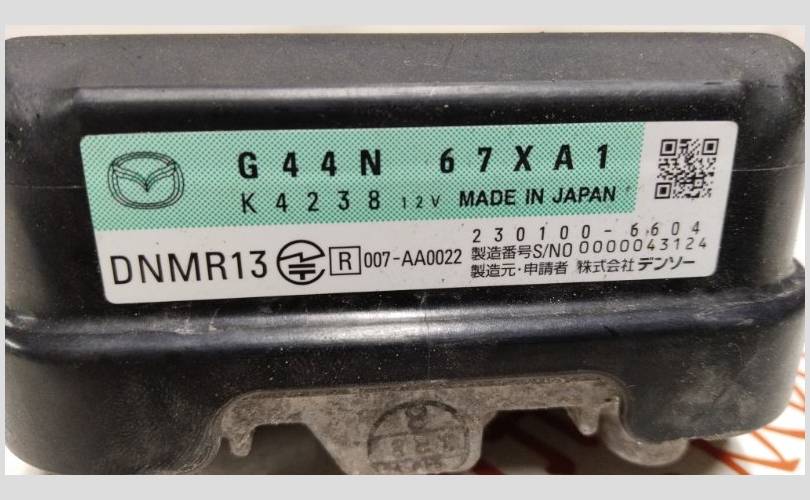 G44N 67XA1
K4238 12V MADE IN JAPAN
230100-6604
DNMR13 R 007-AA0022 製造番号S/N0 0000043124
製造元・申請者 株式会社 デンソー